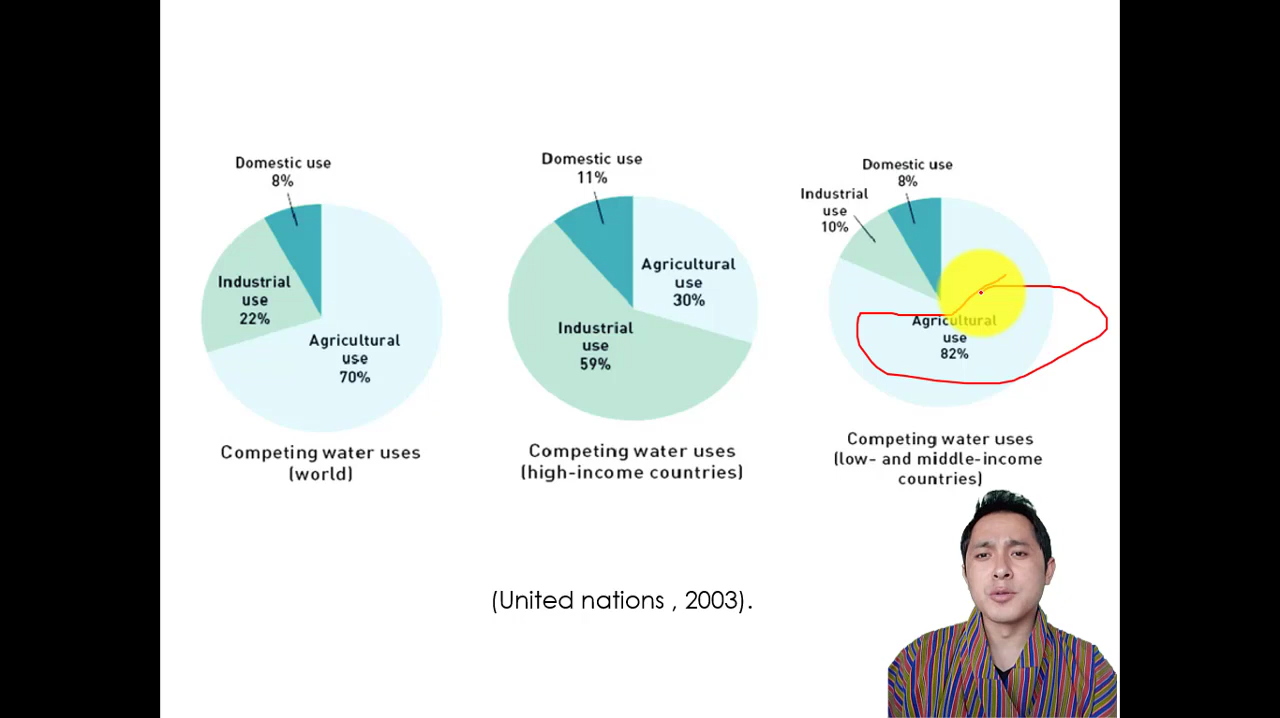 Domestic use
8%
Industrial
use
22%
Agricultural
use
70%
Competing water uses
(world)
Domestic use
11%
Agricultural
use
30%
Industrial
use
59%
Competing water uses
(high-income countries)
Domestic use
8%
Industrial
use
10%
Agricultural
use
82%
Competing water uses
(low- and middle-income
countries)
(United nations , 2003).